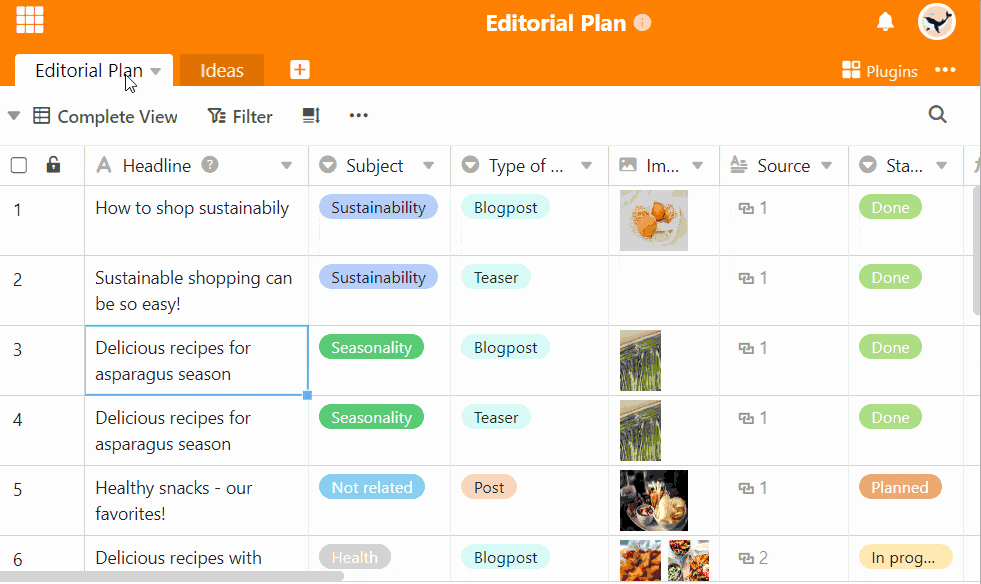 Editorial Plan
Editorial Plan Ideas Plugins
Complete View Filter
Headline Subject Type of ... Im... Source Sta...
1 How to shop sustainabily Sustainability Blogpost 1 Done
2 Sustainable shopping can be so easy! Sustainability Teaser 1 Done
3 Delicious recipes for asparagus season Seasonality Blogpost 1 Done
4 Delicious recipes for asparagus season Seasonality Teaser 1 Done
5 Healthy snacks - our favorites! Not related Post 1 Planned
6 Delicious recipes with Health Blogpost 2 In prog...